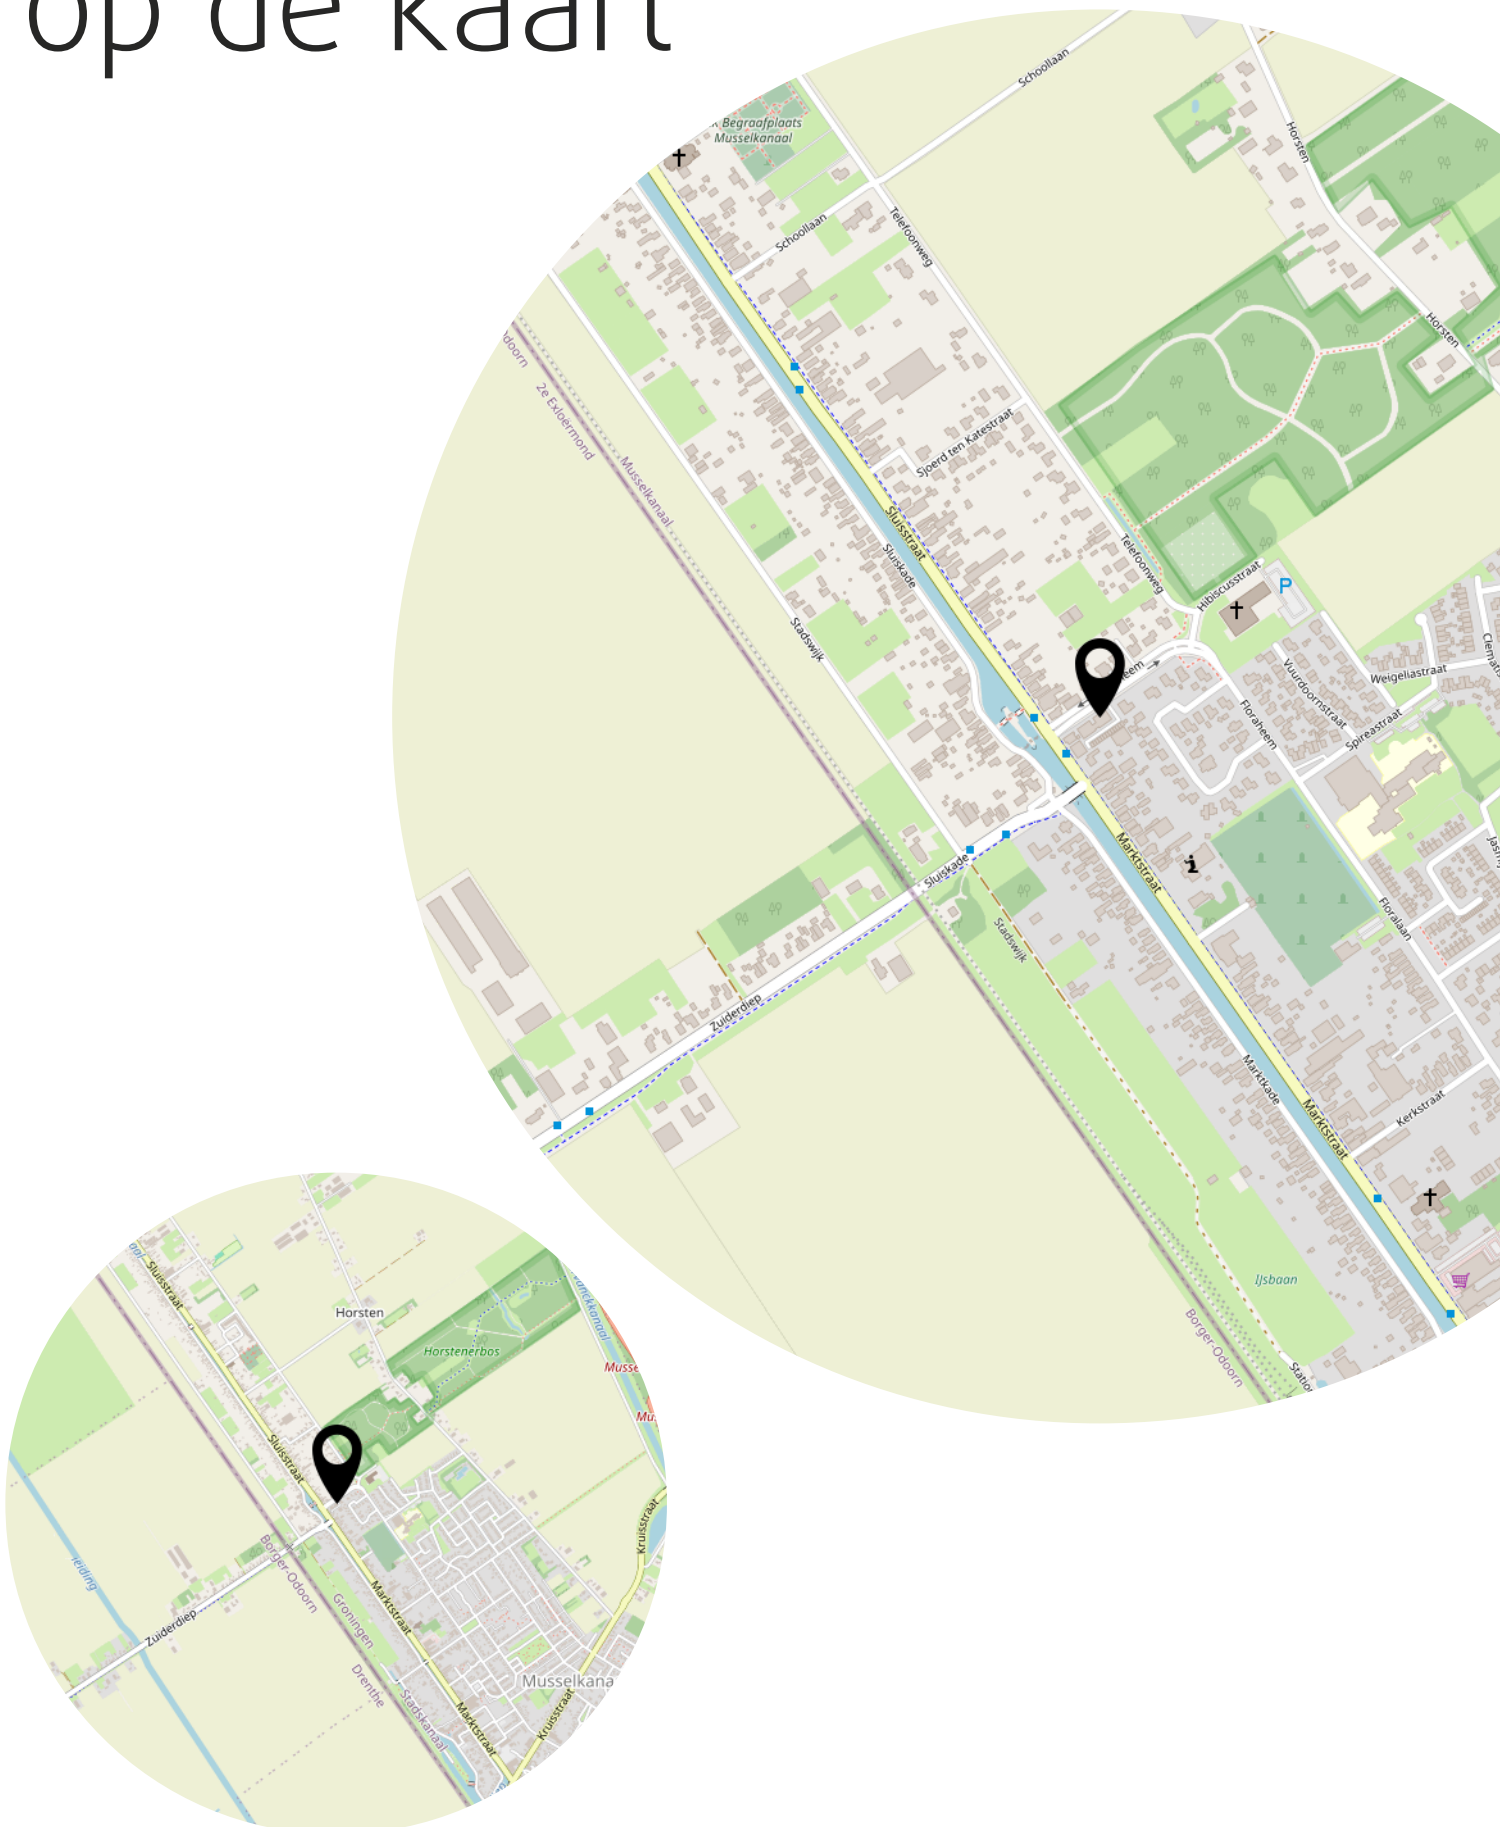 op de kaart
Schoollaan
Begraafplaats
Musselkanaal
Horsten
Schoollaan
Telefoonweg
Horsten
2e Exloërmond
Musselkanaal
Sjoerd ten Katestraat
Sluisstraat
Sluiskade
Telefoonweg
Hibiscusstraat
P
Stadswijk
Weigeliastraat
Vuurdoornstraat
Floraheem
Spireastraat
Marktstraat
Sluiskade
Floralaan
Stadswijk
Zuiderdiep
Marktkade
Kerkstraat
Marktstraat
IJsbaan
Borger-Odoorn
Sluisstraat
Horsten
Horstenerbos
Sluisstraat
Kruisstraat
Borger-Odoorn
leiding
Groningen
Marktstraat
Zuiderdiep
Drenthe
Stadskanaal
Musselkana
Marktstraat
Kruisstraat